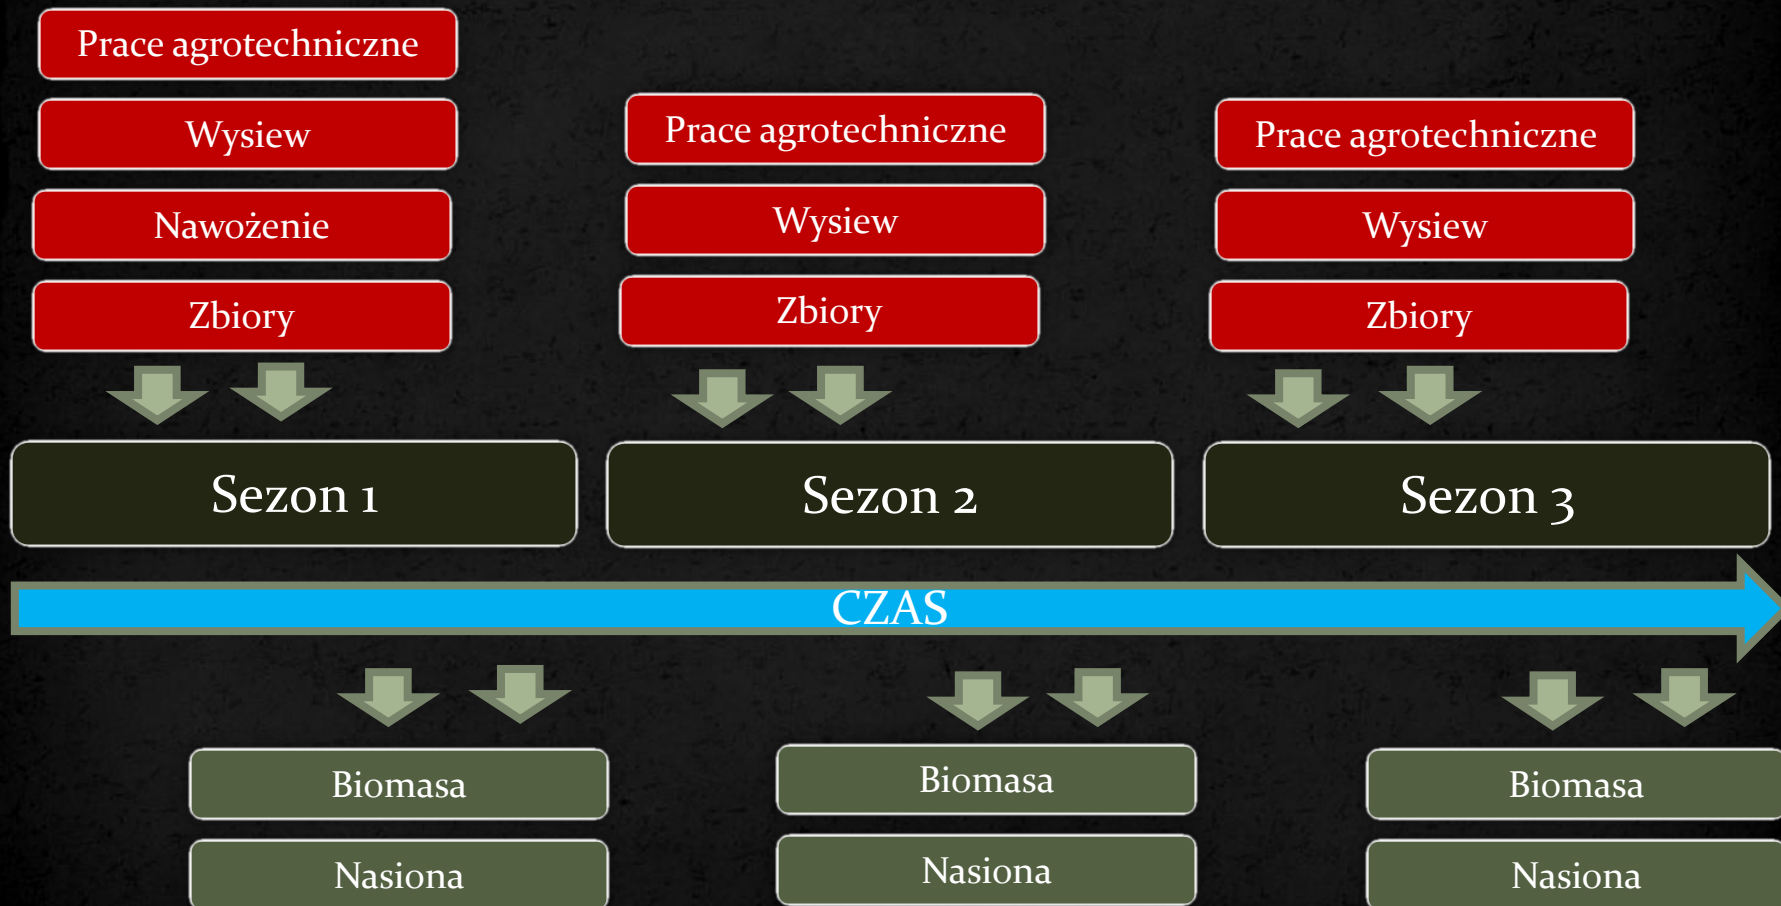 Prace agrotechniczne
Wysiew
Nawożenie
Zbiory
Prace agrotechniczne
Wysiew
Zbiory
Prace agrotechniczne
Wysiew
Zbiory
Sezon 1
Sezon 2
Sezon 3
CZAS
Biomasa
Nasiona
Biomasa
Nasiona
Biomasa
Nasiona